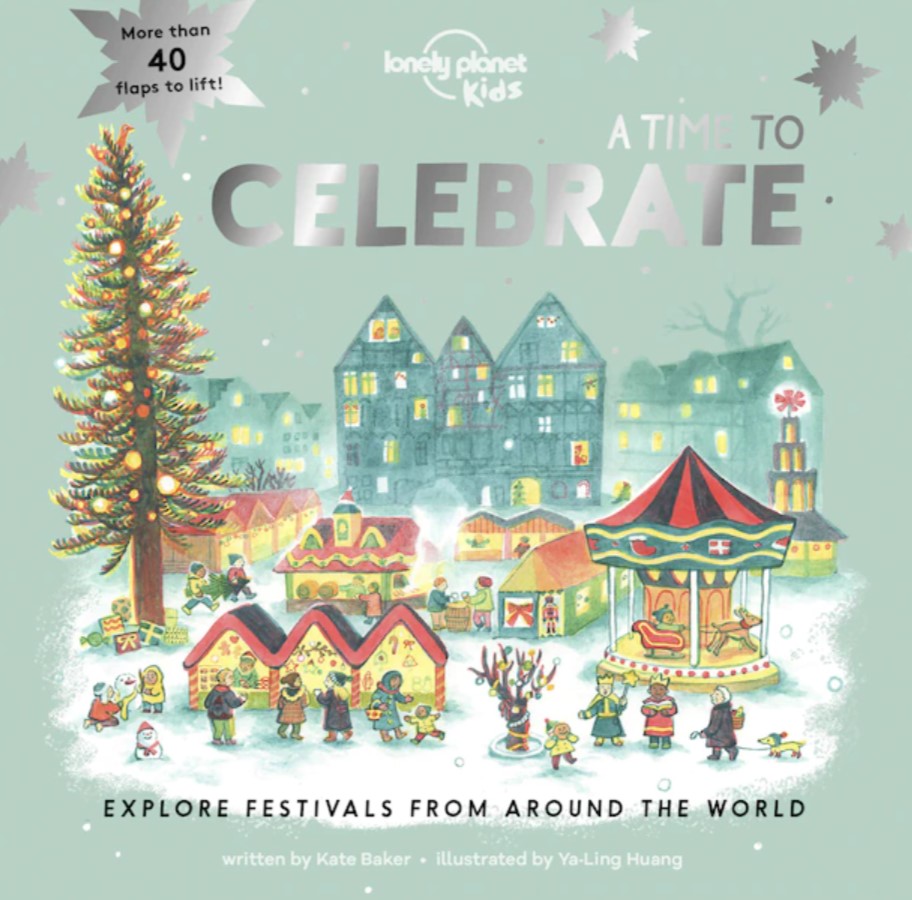 More than
40
flaps to lift!
lonely planet
kids
A TIME TO
CELEBRATE
EXPLORE FESTIVALS FROM AROUND THE WORLD
written by Kate Baker • illustrated by Ya-Ling Huang